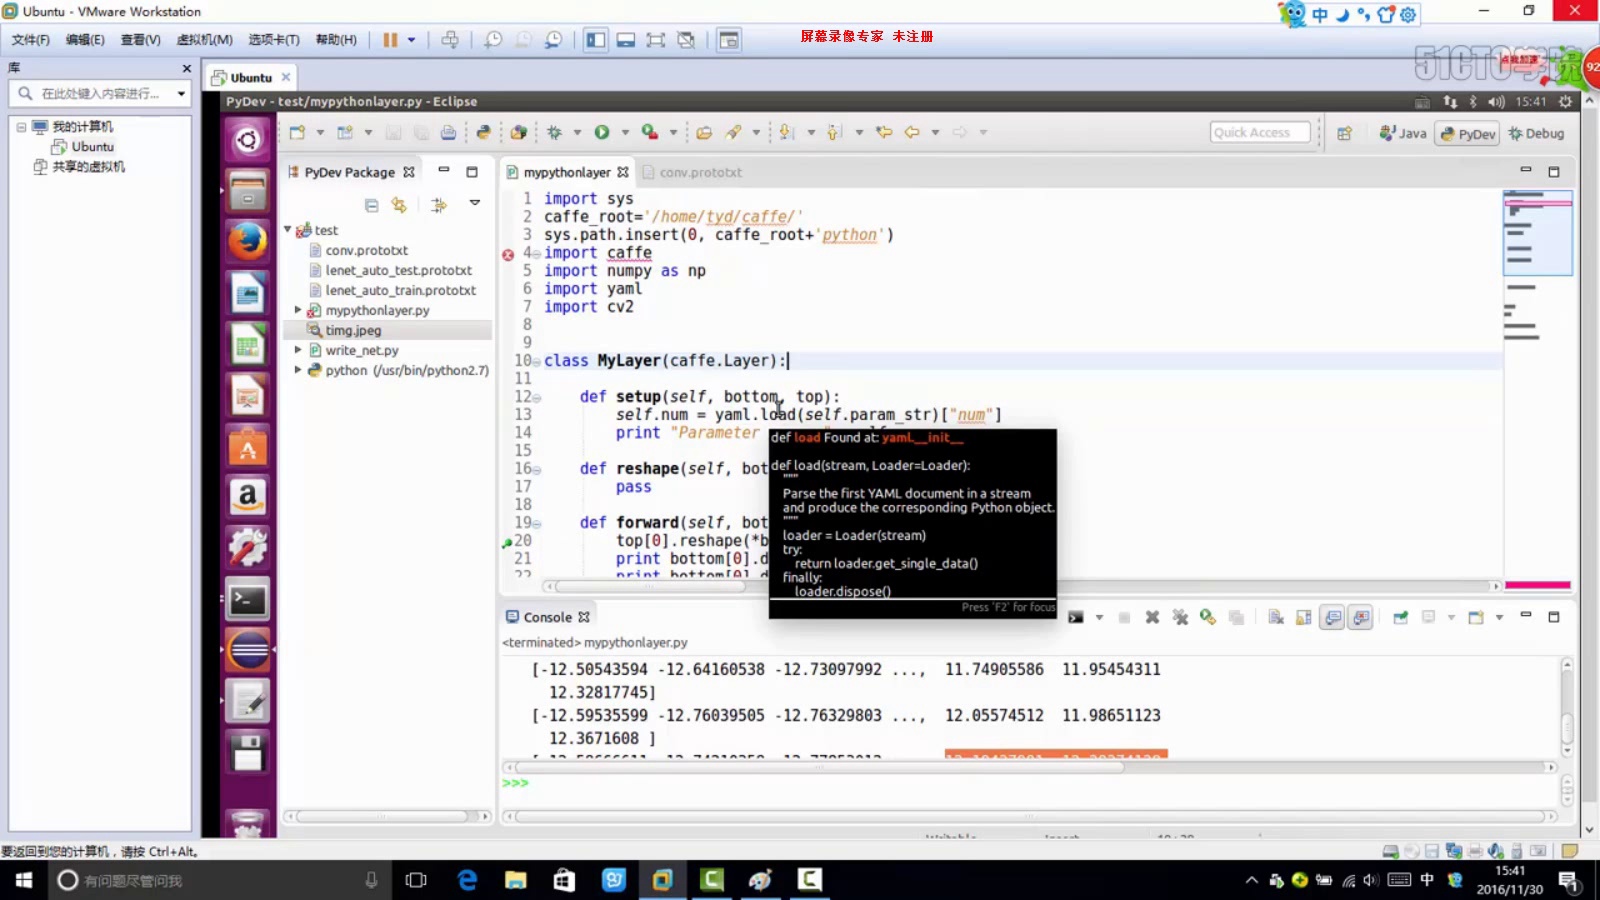 Ubuntu - VMware Workstation
中
文件(F) 编辑(E) 查看(V) 虚拟机(M) 选项卡(T) 帮助(H)
屏幕录像专家 未注册
51CTO学院
92
库
在此处键入内容进行...
我的计算机
Ubuntu
共享的虚拟机
Ubuntu
PyDev - test/mypythonlayer.py - Eclipse
15:41
Quick Access
Java
PyDev
Debug
PyDev Package
test
conv.prototxt
lenet_auto_test.prototxt
lenet_auto_train.prototxt
mypythonlayer.py
timg.jpeg
write_net.py
python (/usr/bin/python2.7)
mypythonlayer
conv.prototxt
1 import sys
2 caffe_root='/home/tyd/caffe/'
3 sys.path.insert(0, caffe_root+'python')
4 import caffe
5 import numpy as np
6 import yaml
7 import cv2
8
9
10 class MyLayer(caffe.Layer):
11
12 def setup(self, bottom, top):
13 self.num = yaml.load(self.param_str)["num"]
14 print "Parameter
15
16 def reshape(self, bot
17 pass
18
19 def forward(self, bot
20 top[0].reshape(*b
21 print bottom[0].d
22 print bottom[0].d
def load Found at: yaml.__init__
def load(stream, Loader=Loader):
"""
Parse the first YAML document in a stream
and produce the corresponding Python object.
"""
loader = Loader(stream)
try:
return loader.get_single_data()
finally:
loader.dispose()
Press 'F2' for focus
Console
<terminated> mypythonlayer.py
[-12.50543594 -12.64160538 -12.73097992 ..., 11.74905586 11.95454311
12.32817745]
[-12.59535599 -12.76039505 -12.76329803 ..., 12.05574512 11.98651123
12.3671608 ]
>>>
要返回到您的计算机，请按 Ctrl+Alt。
有问题尽管问我
中
15:41
2016/11/30
1